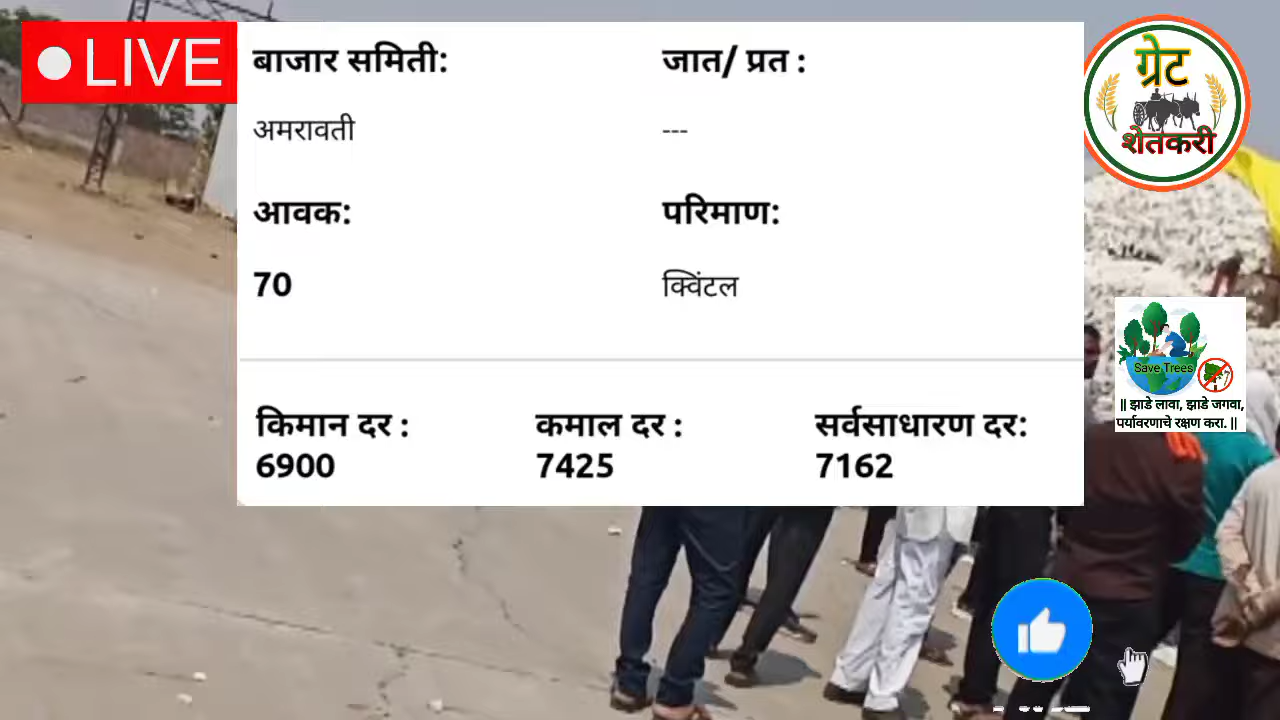 LIVE
बाजार समिती:
जात/ प्रत :
अमरावती
---
आवक:
परिमाण:
70
क्विंटल
किमान दर :
कमाल दर :
सर्वसाधारण दर:
6900
7425
7162
ग्रेट
शेतकरी
Save Trees
|| झाडे लावा, झाडे जगवा,
पर्यावरणाचे रक्षण करा. ||